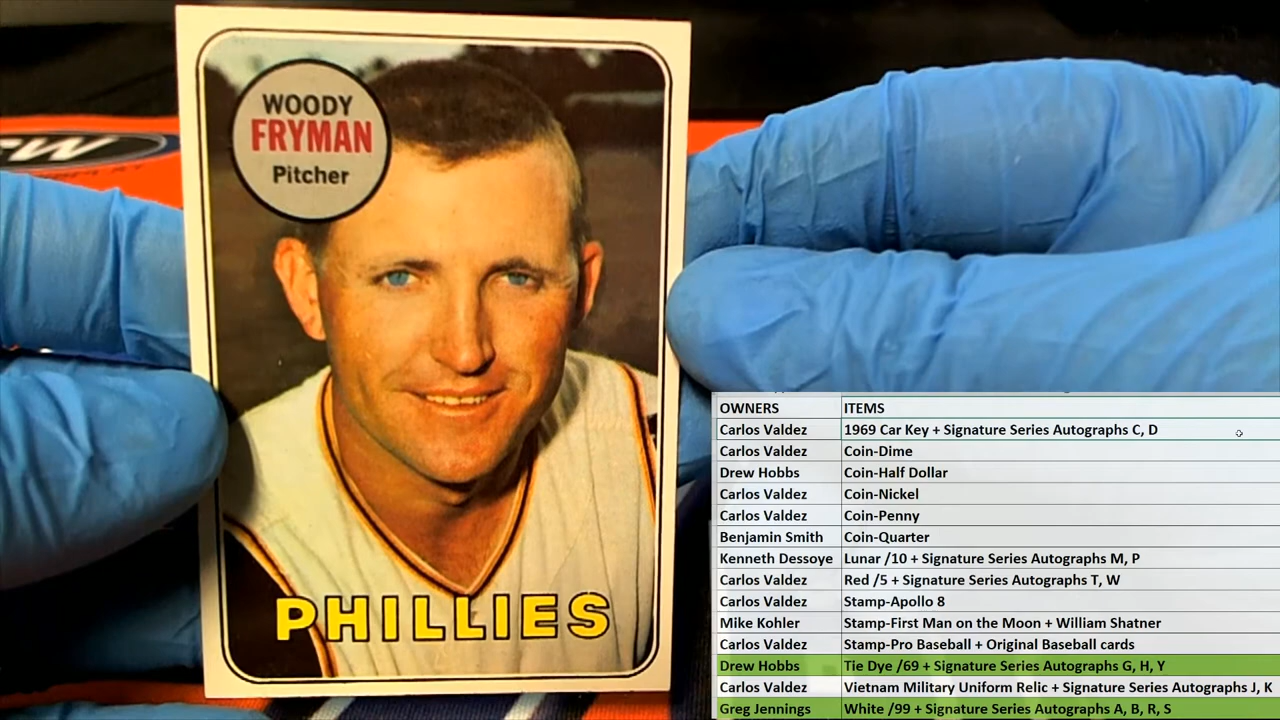 WOODY
FRYMAN
Pitcher
PHILLIES
OWNERS ITEMS
Carlos Valdez 1969 Car Key + Signature Series Autographs C, D
Carlos Valdez Coin-Dime
Drew Hobbs Coin-Half Dollar
Carlos Valdez Coin-Nickel
Carlos Valdez Coin-Penny
Benjamin Smith Coin-Quarter
Kenneth Dessoye Lunar /10 + Signature Series Autographs M, P
Carlos Valdez Red /5 + Signature Series Autographs T, W
Carlos Valdez Stamp-Apollo 8
Mike Kohler Stamp-First Man on the Moon + William Shatner
Carlos Valdez Stamp-Pro Baseball + Original Baseball cards
Drew Hobbs Tie Dye /69 + Signature Series Autographs G, H, Y
Carlos Valdez Vietnam Military Uniform Relic + Signature Series Autographs J, K
Greg Jennings White /99 + Signature Series Autographs A, B, R, S